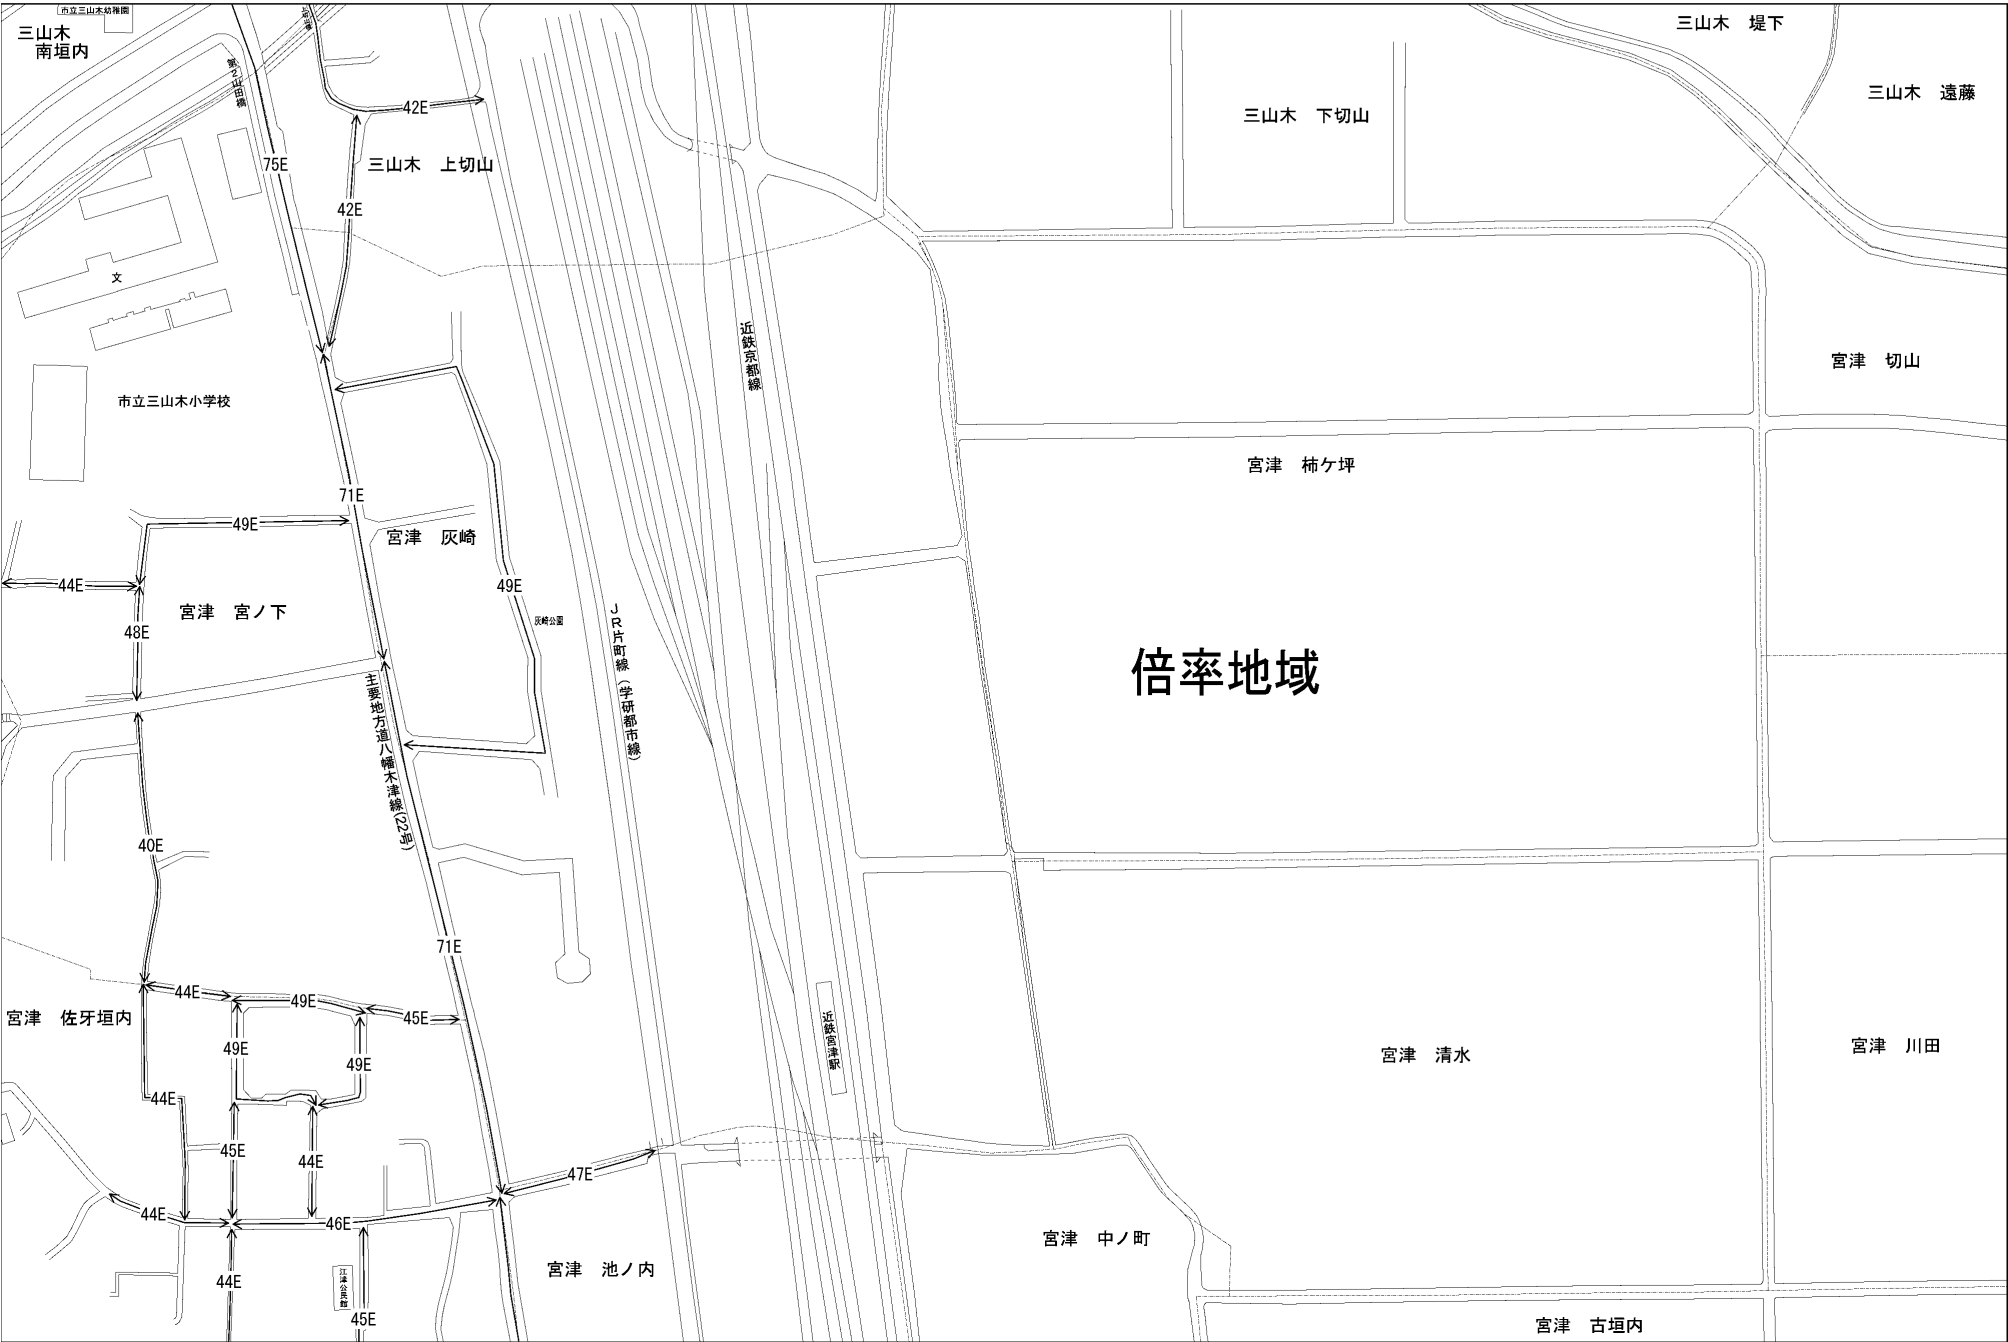 市立三山木幼稚園
三山木
南垣内
第2山田橋
三山木 堤下
三山木 遠藤
三山木 下切山
42E
75E
三山木 上切山
42E
文
近鉄京都線
宮津 切山
市立三山木小学校
宮津 柿ケ坪
71E
49E
宮津 灰崎
44E
49E
宮津 宮ノ下
灰崎公園
48E
JR片町線(学研都市線)
倍率地域
主要地方道八幡木津線(22号)
40E
71E
44E
49E
45E
宮津 佐牙垣内
近鉄宮津駅
49E
49E
宮津 清水
宮津 川田
44E
45E
44E
47E
44E
46E
宮津 中ノ町
宮津 池ノ内
44E
江津公民館
45E
宮津 古垣内